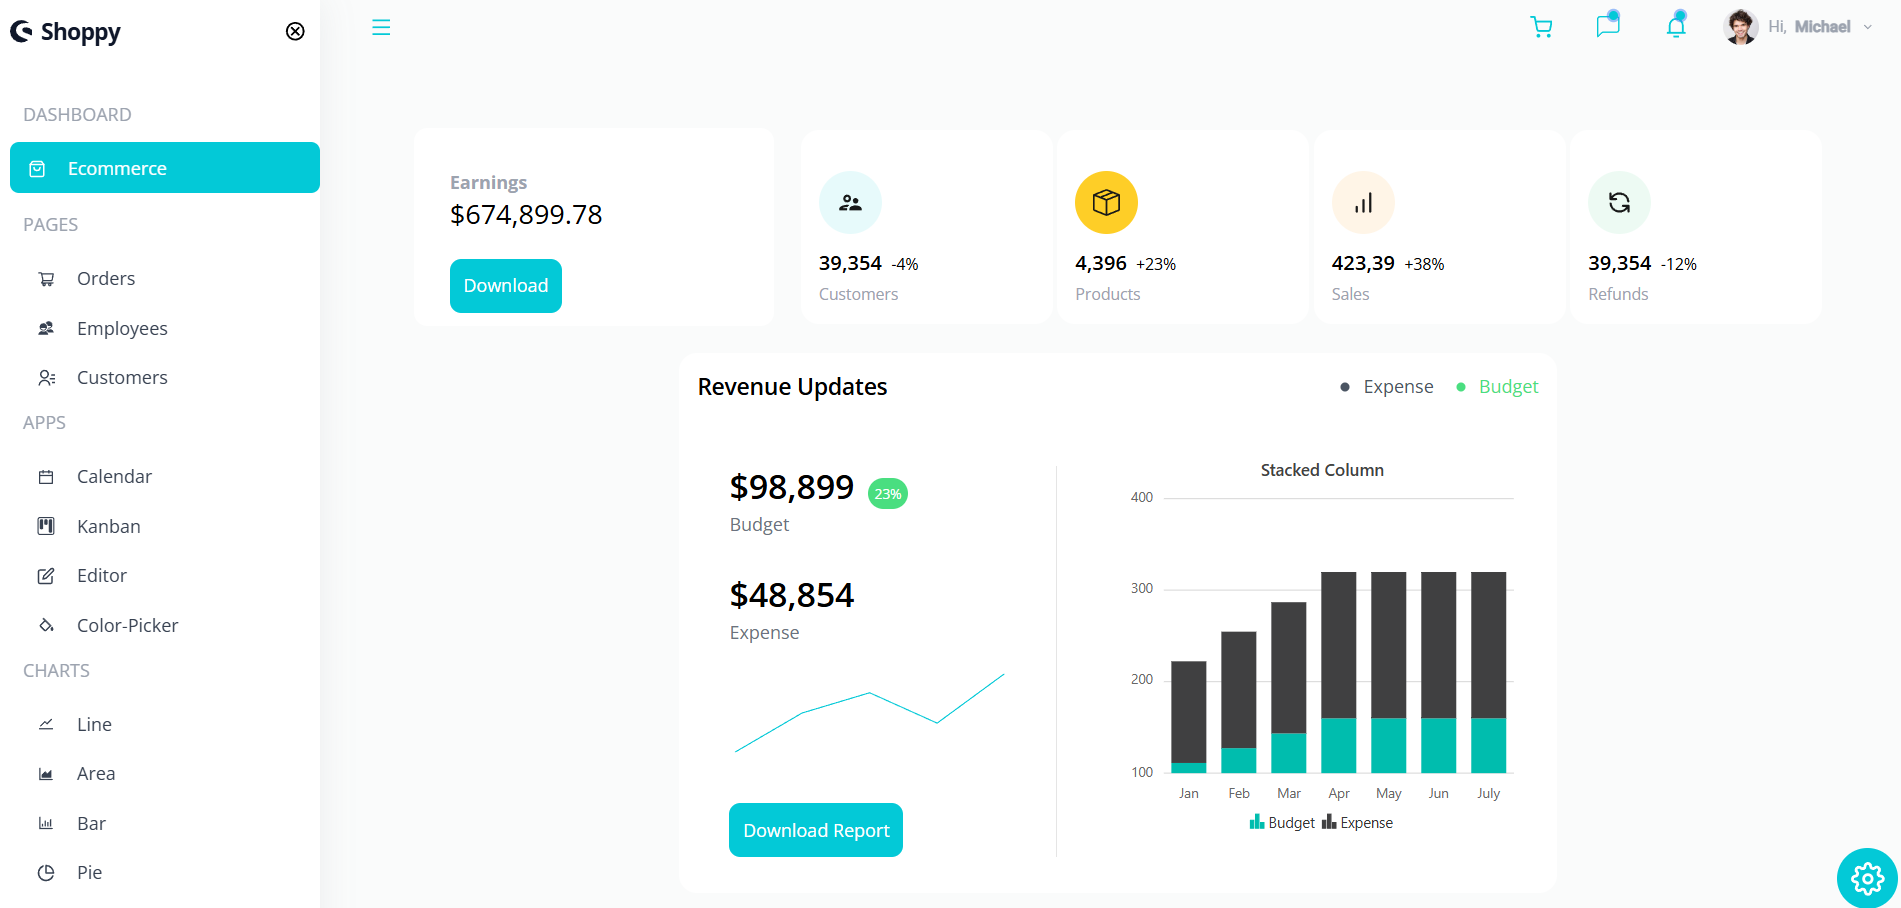 Shoppy
Hi, Michael
DASHBOARD
Ecommerce
PAGES
Orders
Employees
Customers
APPS
Calendar
Kanban
Editor
Color-Picker
CHARTS
Line
Area
Bar
Pie
Earnings
$674,899.78
Download
39,354 -4%
Customers
4,396 +23%
Products
423,39 +38%
Sales
39,354 -12%
Refunds
Revenue Updates
Expense
Budget
$98,899 23%
Budget
$48,854
Expense
Download Report
Stacked Column
400
300
200
100
Jan Feb Mar Apr May Jun July
Budget Expense